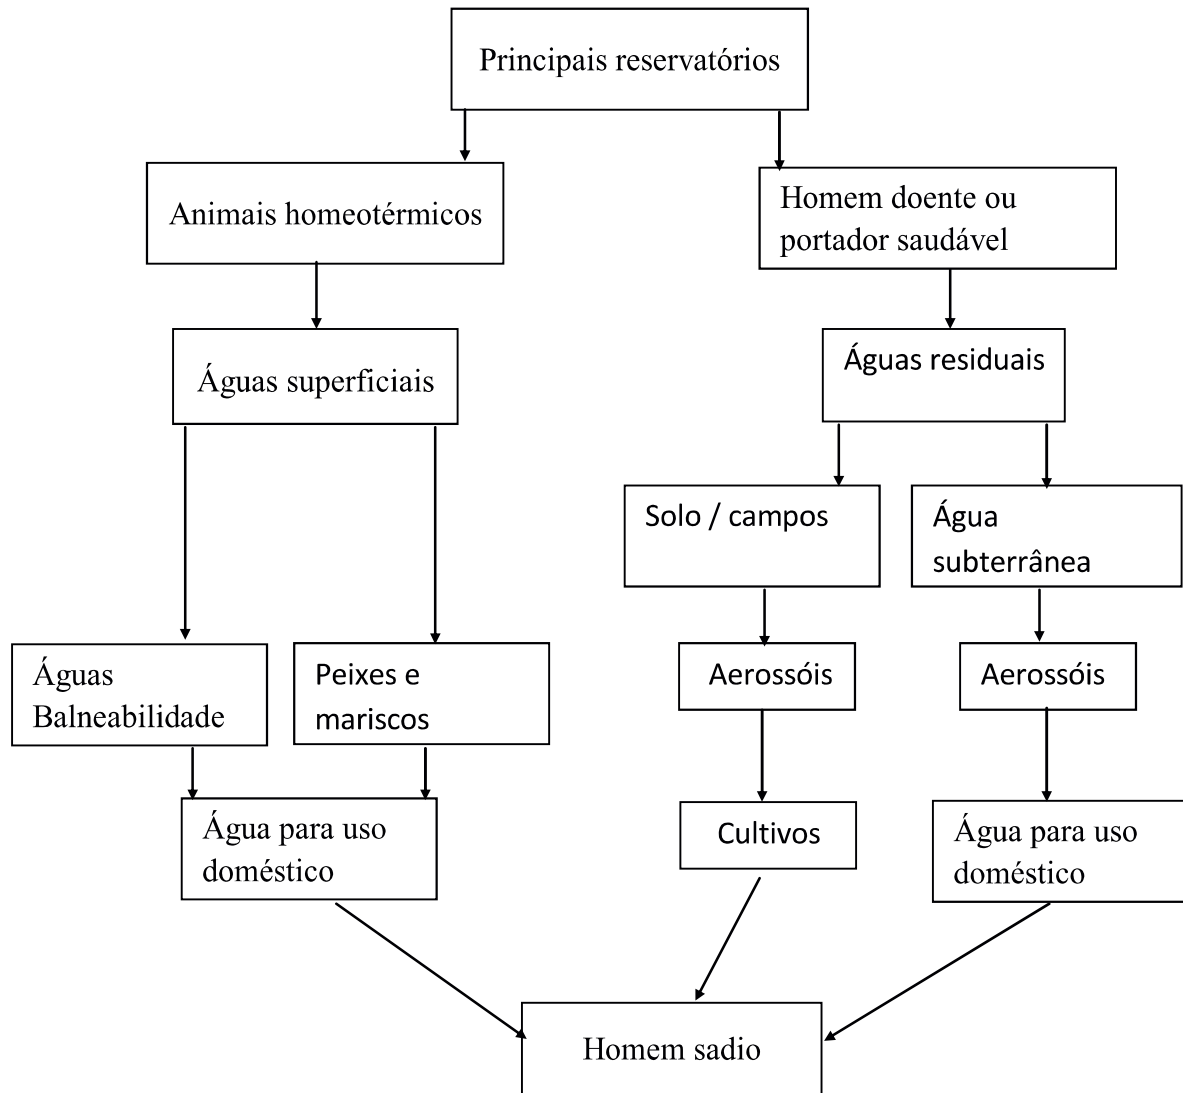 Principais reservatórios
Animais homeotérmicos
Homem doente ou
portador saudável
Águas superficiais
Águas residuais
Solo / campos
Água
subterrânea
Águas
Balneabilidade
Peixes e
mariscos
Aerossóis
Aerossóis
Água para uso
doméstico
Cultivos
Água para uso
doméstico
Homem sadio